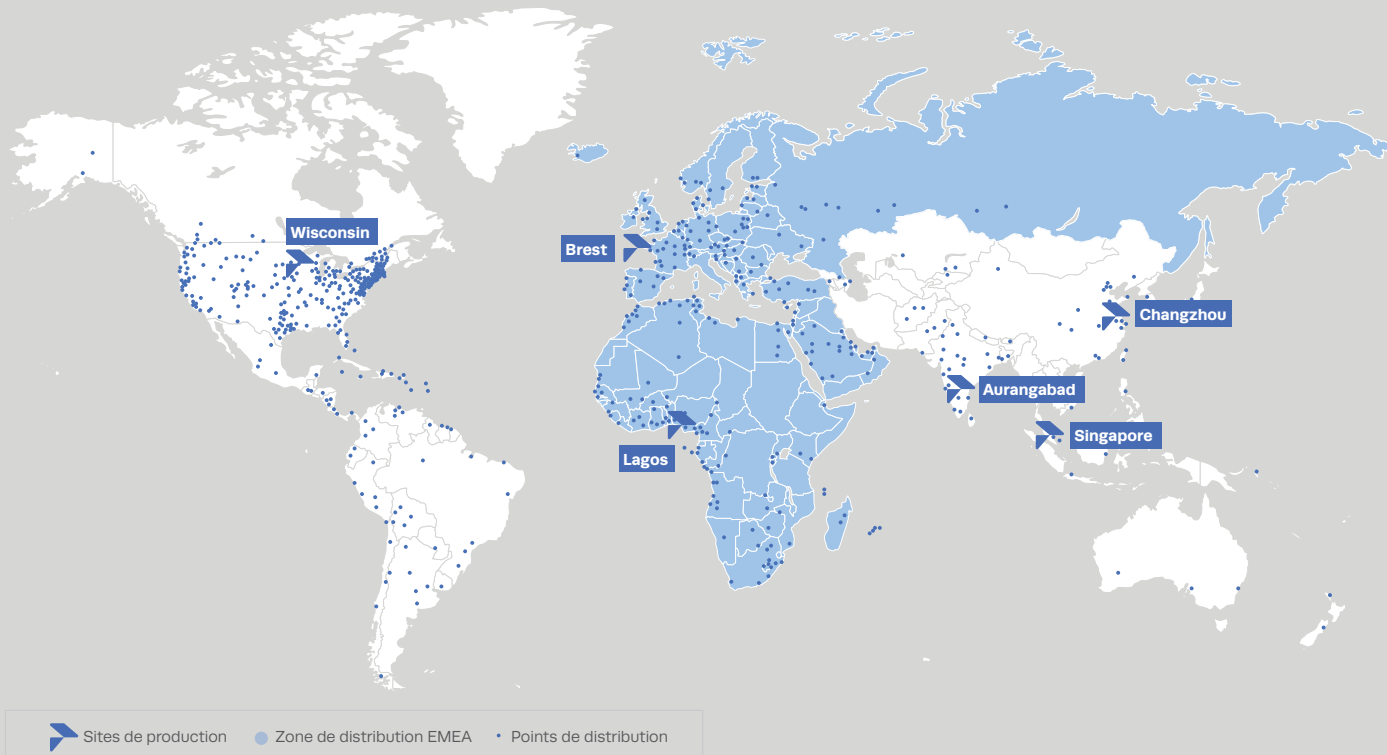 Wisconsin
Brest
Changzhou
Aurangabad
Singapore
Lagos
Sites de production
Zone de distribution EMEA
Points de distribution